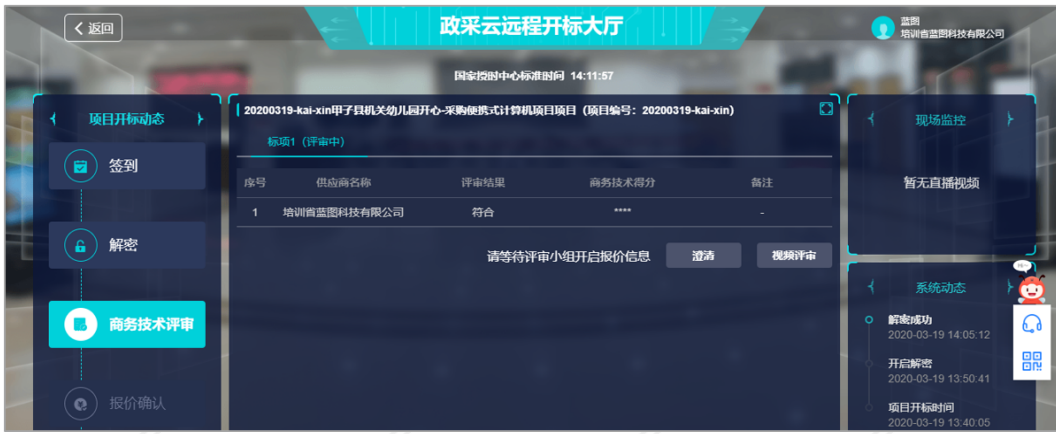 返回
政采云远程开标大厅
蓝图
培训省蓝图科技有限公司
国家授时中心标准时间 14:11:57
项目开标动态
签到
解密
商务技术评审
报价确认
20200319-kai-xin甲子县机关幼儿园开心-采购便携式计算机项目项目（项目编号：20200319-kai-xin）
标项1（评审中）
序号 供应商名称 评审结果 商务技术得分 备注
1 培训省蓝图科技有限公司 符合 **** -
请等待评审小组开启报价信息 澄清 视频评审
现场监控
暂无直播视频
系统动态
解密成功
2020-03-19 14:05:12
开启解密
2020-03-19 13:50:41
项目开标时间
2020-03-19 13:40:05